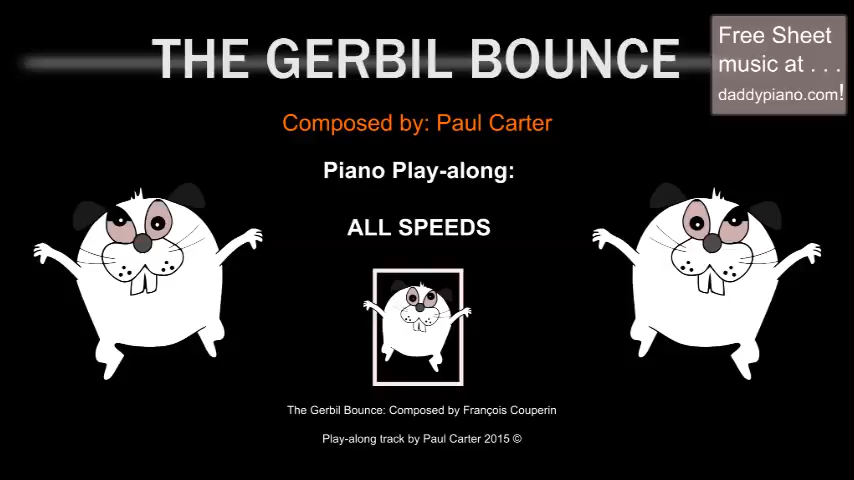 THE GERBIL BOUNCE
Free Sheet
music at . . .
daddypiano.com!
Composed by: Paul Carter
Piano Play-along:
ALL SPEEDS
The Gerbil Bounce: Composed by François Couperin
Play-along track by Paul Carter 2015 ©